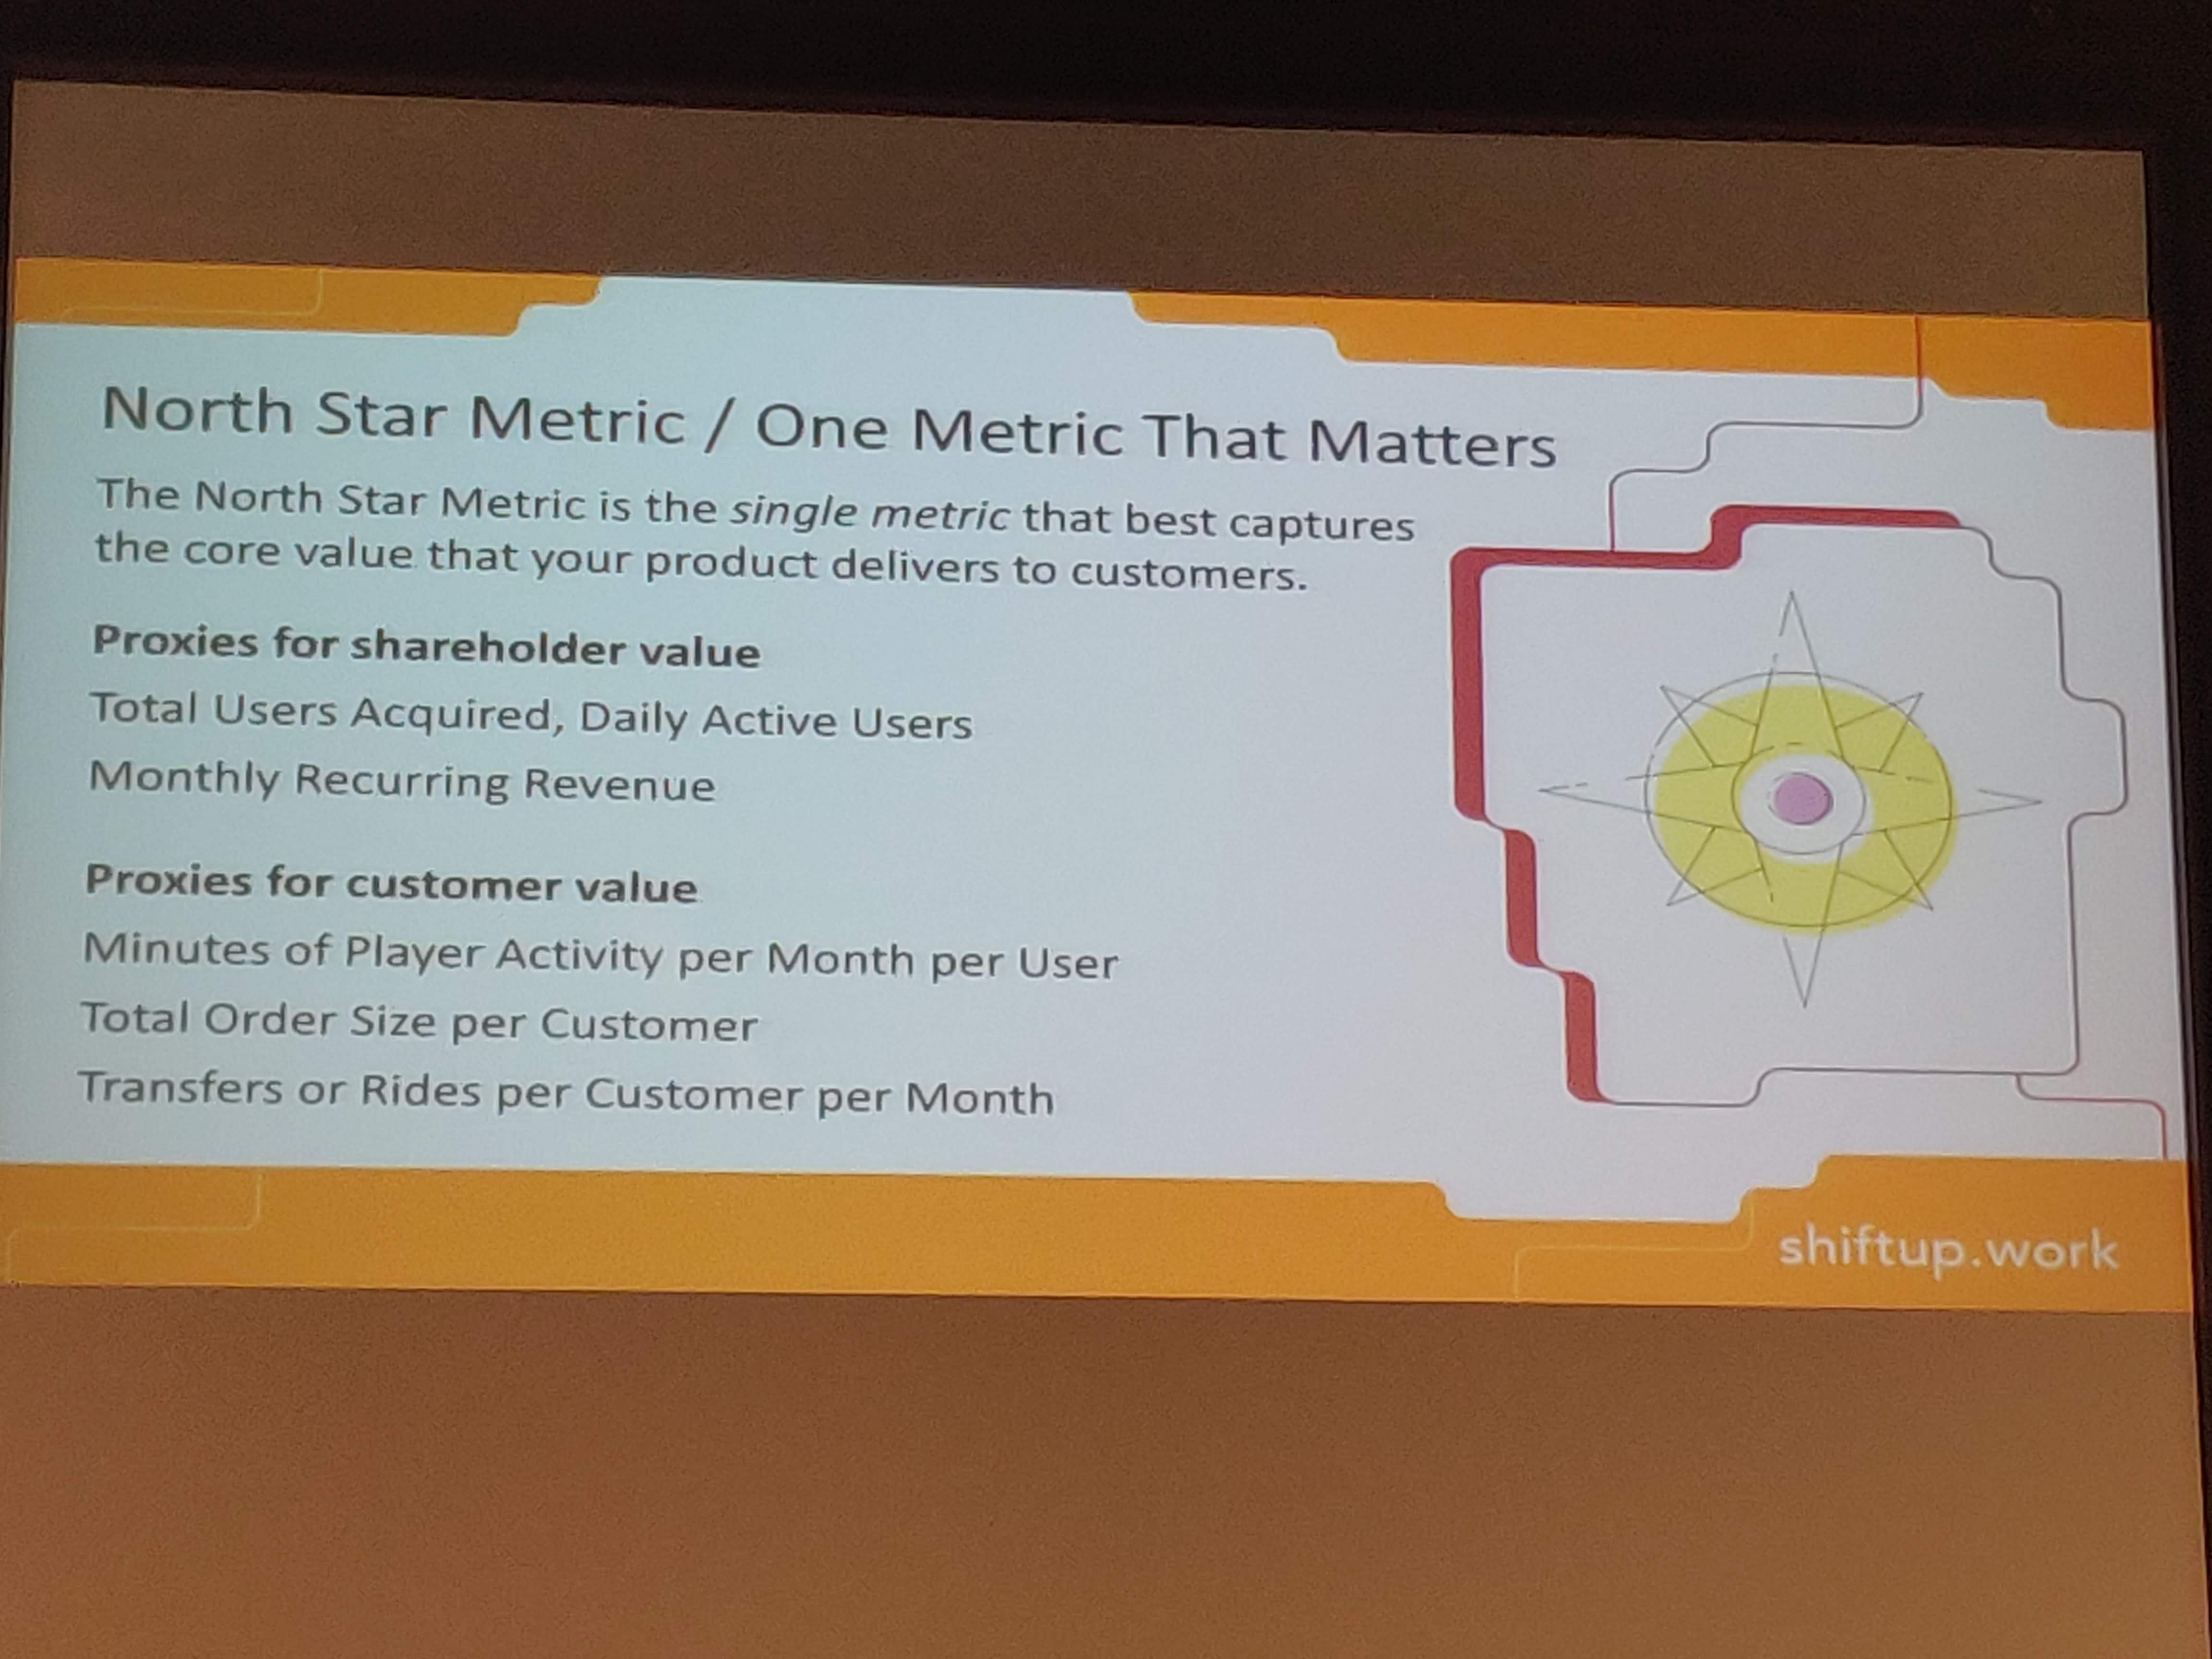 North Star Metric / One Metric That Matters
The North Star Metric is the single metric that best captures
the core value that your product delivers to customers.
Proxies for shareholder value
Total Users Acquired, Daily Active Users
Monthly Recurring Revenue
Proxies for customer value
Minutes of Player Activity per Month per User
Total Order Size per Customer
Transfers or Rides per Customer per Month
shiftup.work